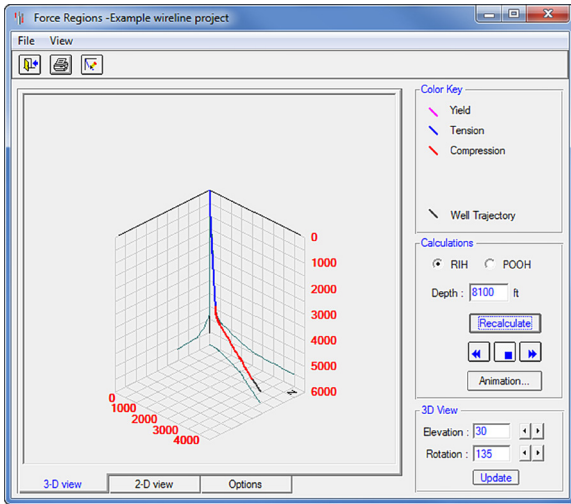 Force Regions -Example wireline project
File View
Color Key
Yield
Tension
Compression
Well Trajectory
0
1000
2000
3000
4000
5000
6000
0
1000
2000
3000
4000
N
Calculations
RIH POOH
Depth : 8100 ft
Recalculate
Animation...
3D View
Elevation : 30
Rotation : 135
Update
3-D view 2-D view Options